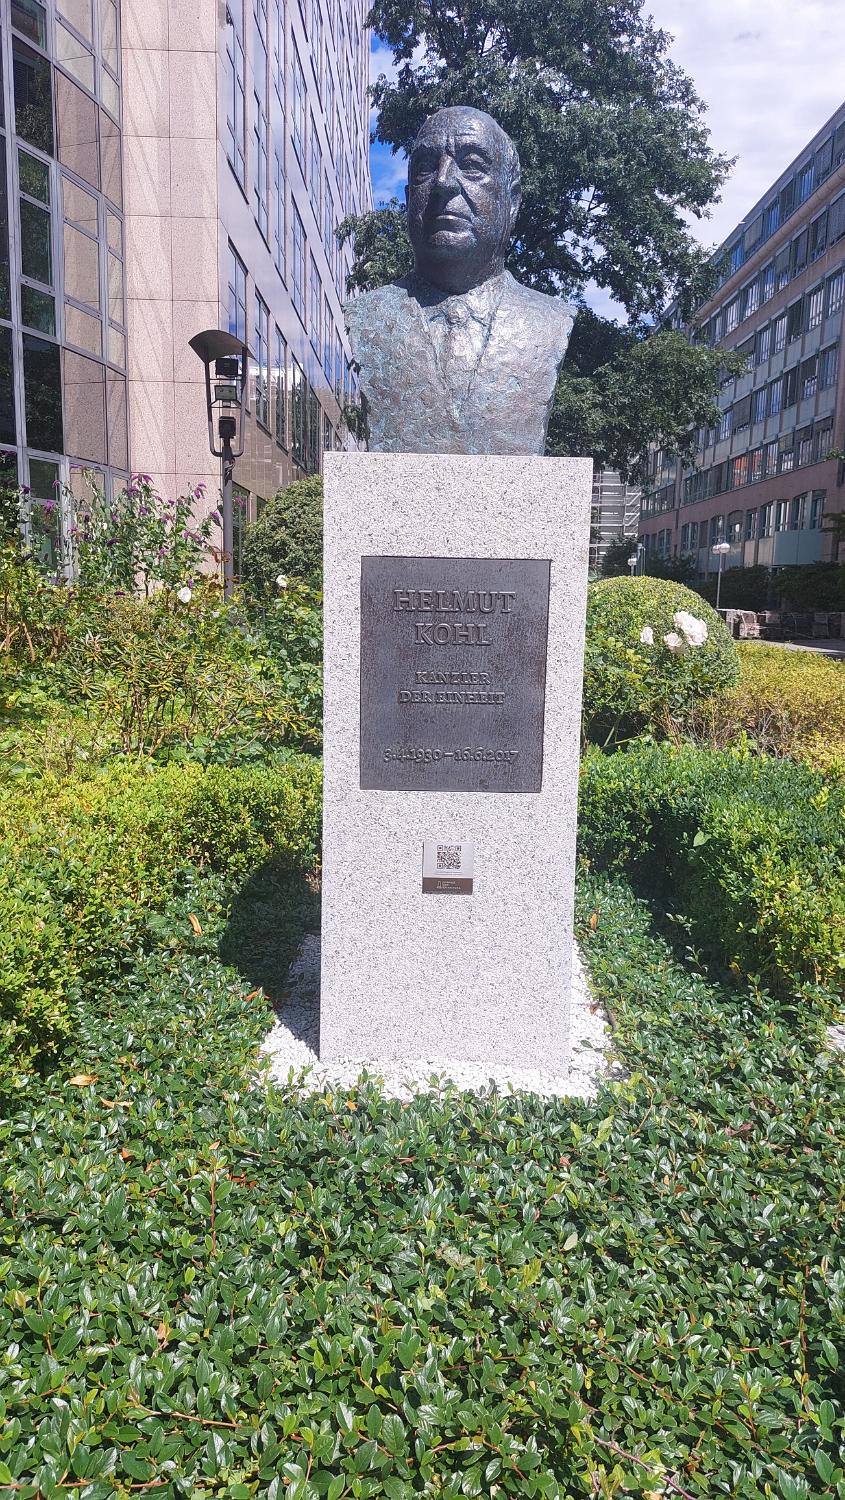 HELMUT
KOHL
KANZLER
DER EINHEIT
3.4.1930–16.6.2017